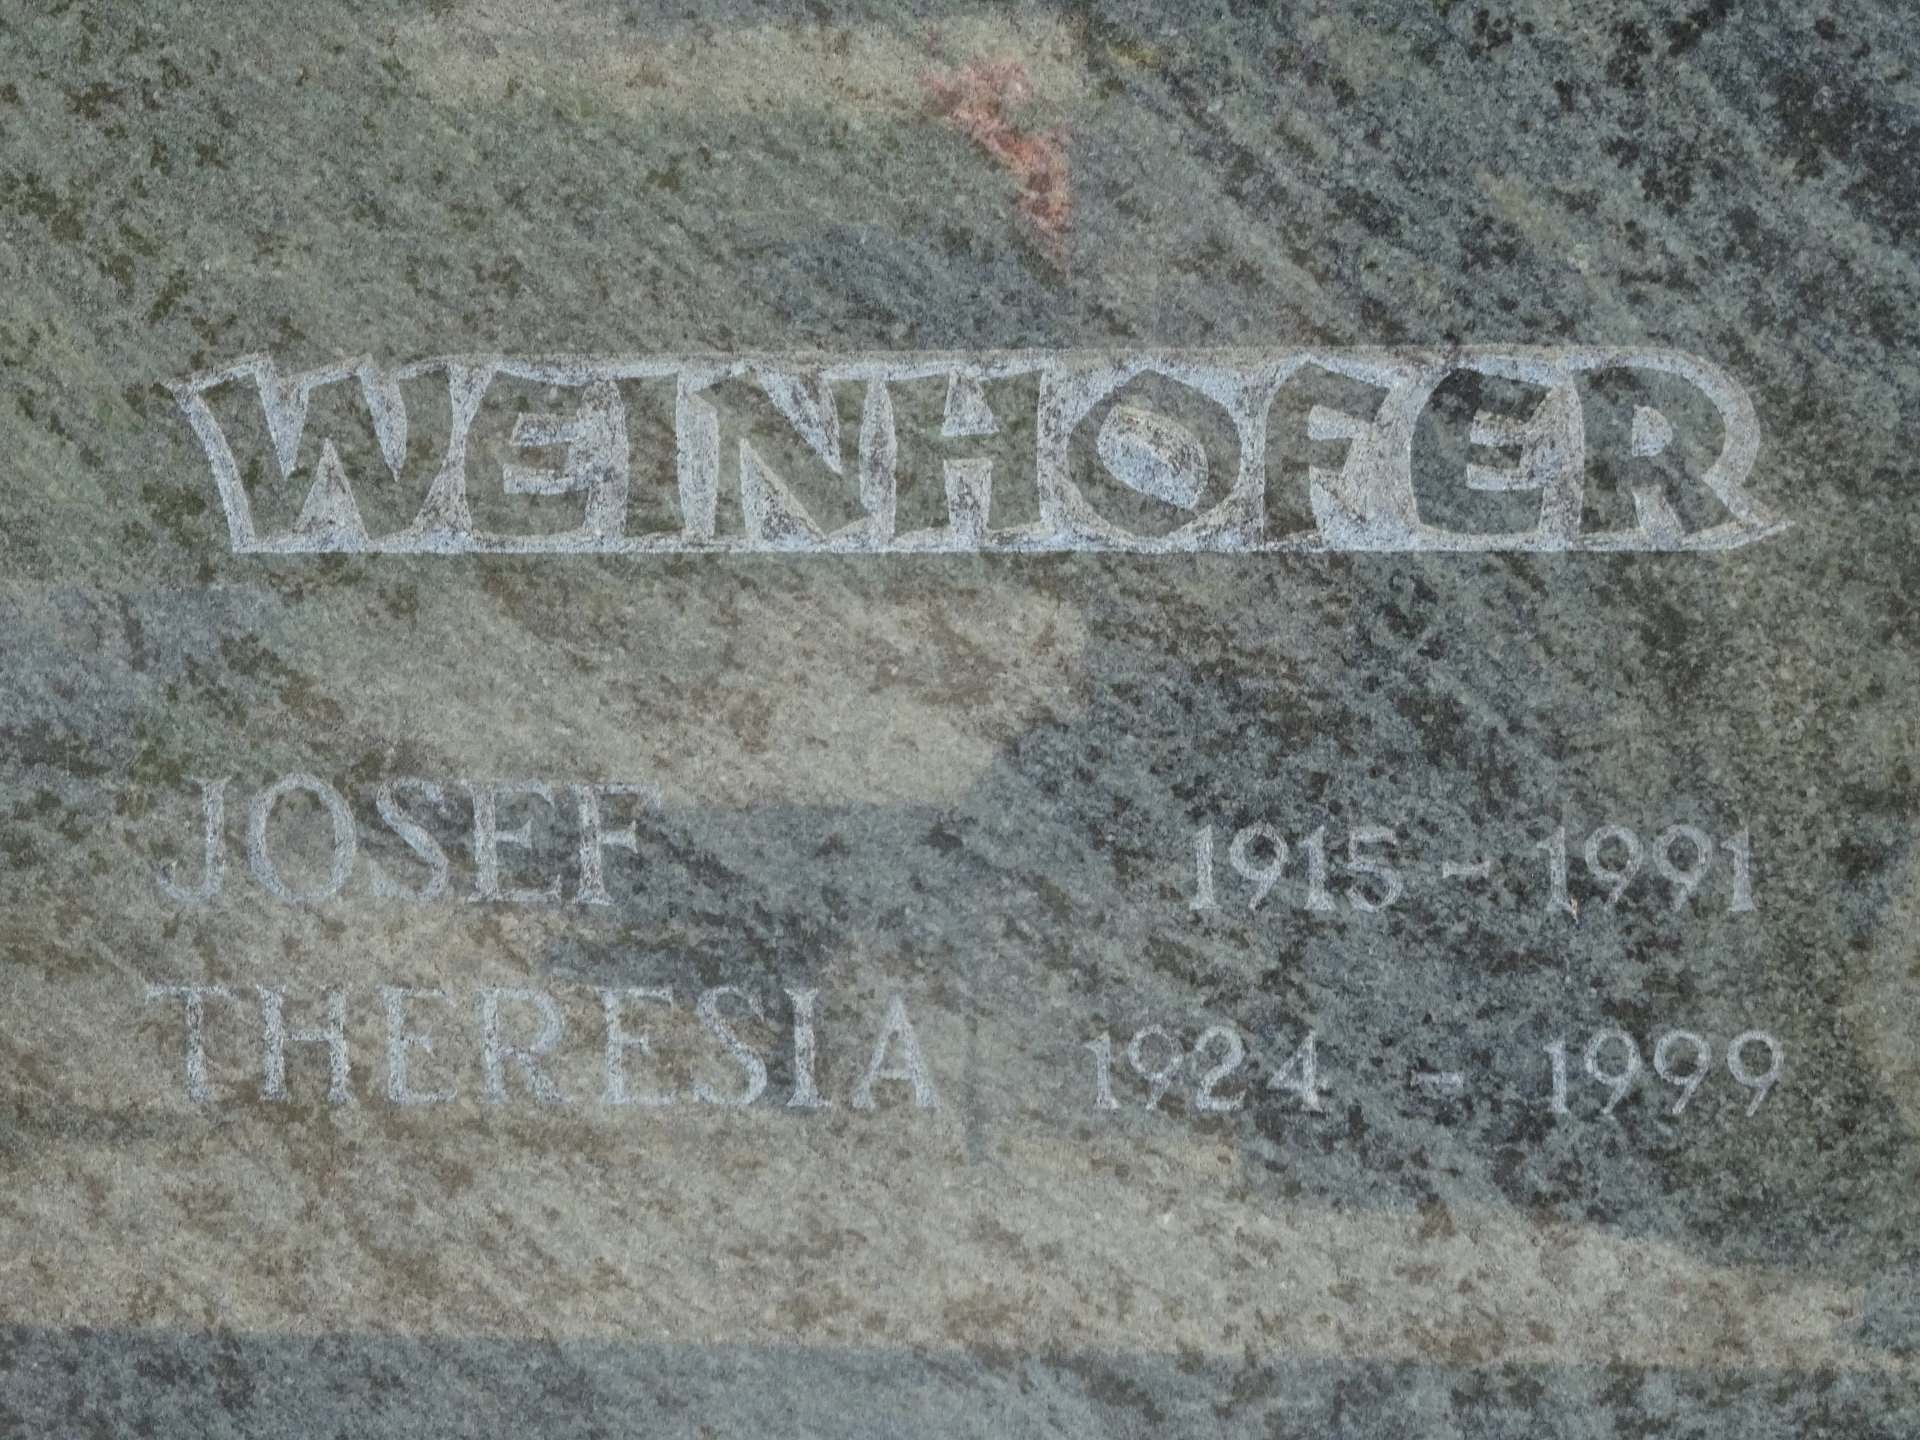 WEINHOFER
JOSEF 1915 - 1991
THERESIA 1924 - 1999